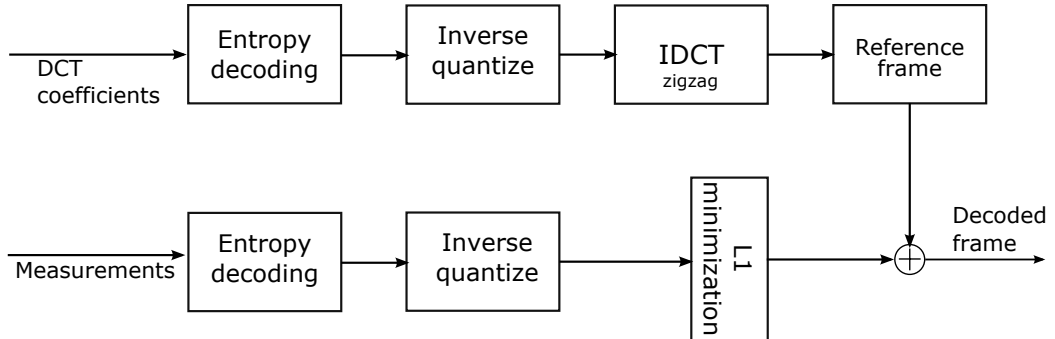 Entropy
decoding
Inverse
quantize
IDCT
zigzag
Reference
frame
DCT
coefficients
Entropy
decoding
Inverse
quantize
L1
minimization
Decoded
frame
Measurements